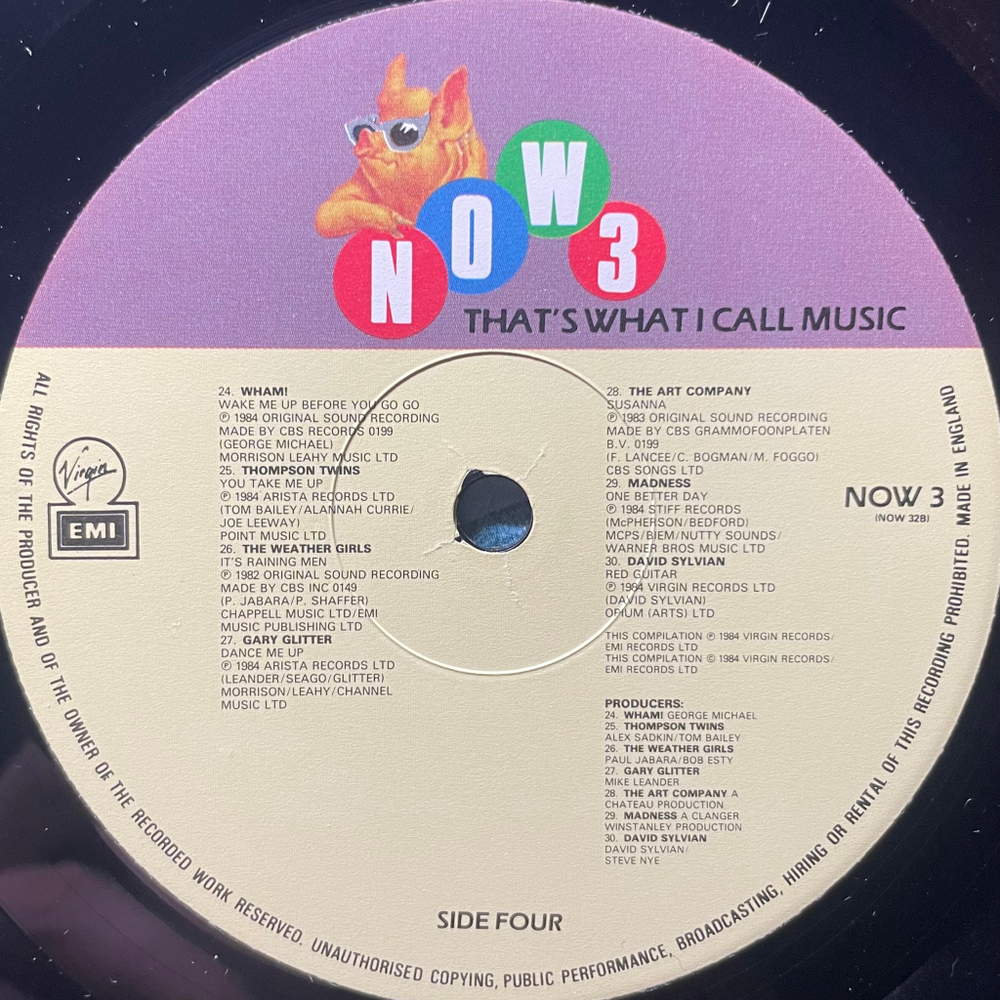 NOW 3
THAT'S WHAT I CALL MUSIC
24. WHAM!
WAKE ME UP BEFORE YOU GO GO
℗ 1984 ORIGINAL SOUND RECORDING
MADE BY CBS RECORDS 0199
(GEORGE MICHAEL)
MORRISON LEAHY MUSIC LTD
25. THOMPSON TWINS
YOU TAKE ME UP
℗ 1984 ARISTA RECORDS LTD
(TOM BAILEY/ALANNAH CURRIE/
JOE LEEWAY)
POINT MUSIC LTD
26. THE WEATHER GIRLS
IT'S RAINING MEN
℗ 1982 ORIGINAL SOUND RECORDING
MADE BY CBS INC 0149
(P. JABARA/P. SHAFFER)
CHAPPELL MUSIC LTD/EMI
MUSIC PUBLISHING LTD
27. GARY GLITTER
DANCE ME UP
℗ 1984 ARISTA RECORDS LTD
(LEANDER/SEAGO/GLITTER)
MORRISON/LEAHY/CHANNEL
MUSIC LTD
28. THE ART COMPANY
SUSANNA
℗ 1983 ORIGINAL SOUND RECORDING
MADE BY CBS GRAMMOFOONPLATEN
B.V. 0199
(F. LANCEE/C. BOGMAN/M. FOGGO)
CBS SONGS LTD
29. MADNESS
ONE BETTER DAY
℗ 1984 STIFF RECORDS
(McPHERSON/BEDFORD)
MCPS/BIEM/NUTTY SOUNDS/
WARNER BROS MUSIC LTD
30. DAVID SYLVIAN
RED GUITAR
℗ 1984 VIRGIN RECORDS LTD
(DAVID SYLVIAN)
OPIUM (ARTS) LTD
THIS COMPILATION ℗ 1984 VIRGIN RECORDS/
EMI RECORDS LTD
THIS COMPILATION © 1984 VIRGIN RECORDS/
EMI RECORDS LTD
PRODUCERS:
24. WHAM! GEORGE MICHAEL
25. THOMPSON TWINS
ALEX SADKIN/TOM BAILEY
26. THE WEATHER GIRLS
PAUL JABARA/BOB ESTY
27. GARY GLITTER
MIKE LEANDER
28. THE ART COMPANY A
CHATEAU PRODUCTION
29. MADNESS A CLANGER
WINSTANLEY PRODUCTION
30. DAVID SYLVIAN
DAVID SYLVIAN/
STEVE NYE
Virgin
EMI
NOW 3
(NOW 32B)
SIDE FOUR
ALL RIGHTS OF THE PRODUCER AND OF THE OWNER OF THE RECORDED WORK RESERVED. UNAUTHORISED COPYING, PUBLIC PERFORMANCE, BROADCASTING, HIRING OR RENTAL OF THIS RECORDING PROHIBITED. MADE IN ENGLAND